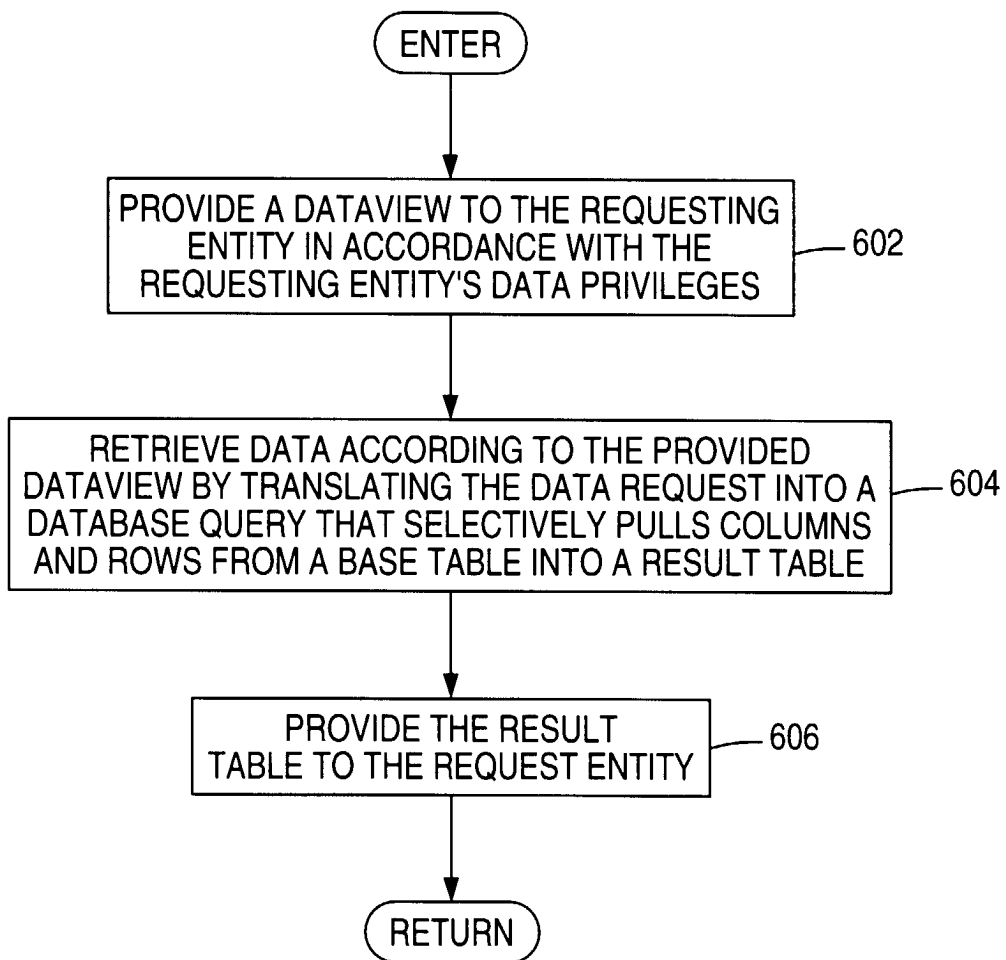 ENTER
PROVIDE A DATAVIEW TO THE REQUESTING
ENTITY IN ACCORDANCE WITH THE
REQUESTING ENTITY'S DATA PRIVILEGES
602
RETRIEVE DATA ACCORDING TO THE PROVIDED
DATAVIEW BY TRANSLATING THE DATA REQUEST INTO A
DATABASE QUERY THAT SELECTIVELY PULLS COLUMNS
AND ROWS FROM A BASE TABLE INTO A RESULT TABLE
604
PROVIDE THE RESULT
TABLE TO THE REQUEST ENTITY
606
RETURN